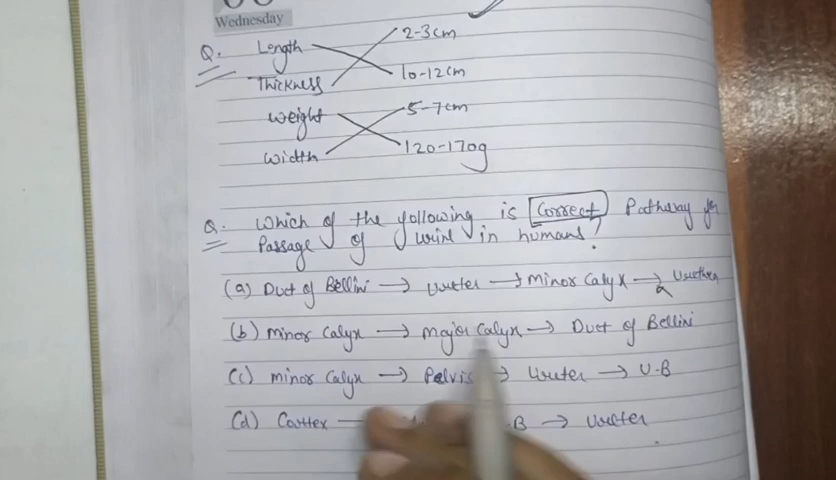 Wednesday
Q. Length 2-3cm
Thickness 10-12cm
Weight 5-7cm
Width 120-170g
Q. Which of the following is Correct Pathway for
Passage of urine in humans?
(a) Duct of Bellini → Ureter → Minor Calyx → Urethra
(b) Minor Calyx → Major Calyx → Duct of Bellini
(c) Minor Calyx → Pelvis → Ureter → U.B
(d) Cortex → B → Ureter